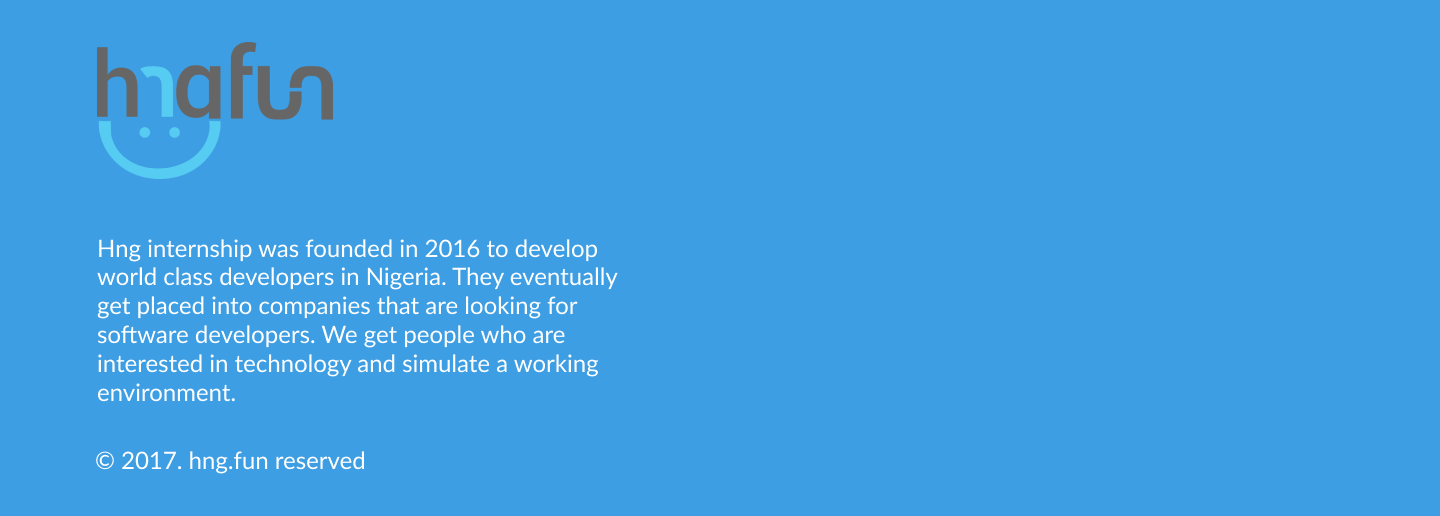 hngfun
Hng internship was founded in 2016 to develop
world class developers in Nigeria. They eventually
get placed into companies that are looking for
software developers. We get people who are
interested in technology and simulate a working
environment.
© 2017. hng.fun reserved